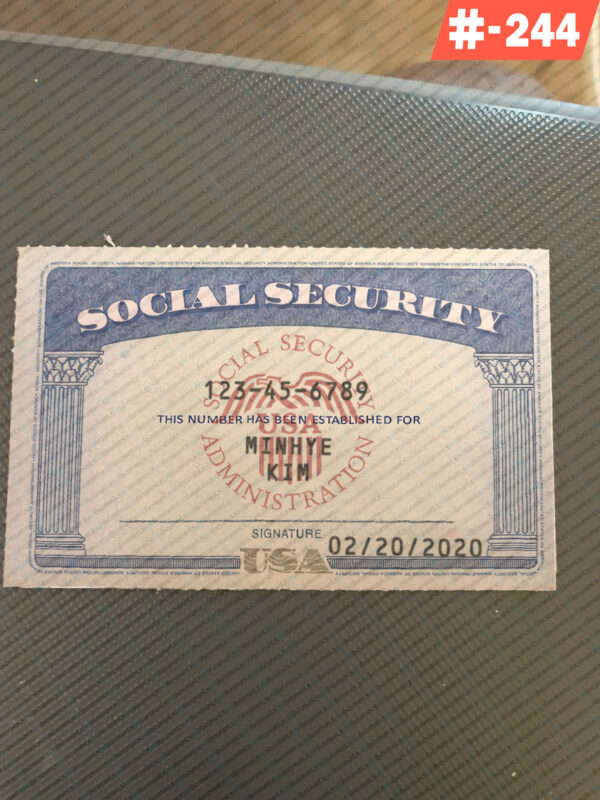 #-244
SOCIAL SECURITY
SOCIAL SECURITY ADMINISTRATION
123-45-6789
THIS NUMBER HAS BEEN ESTABLISHED FOR
USA
MINHYE
KIM
SIGNATURE
USA
02/20/2020